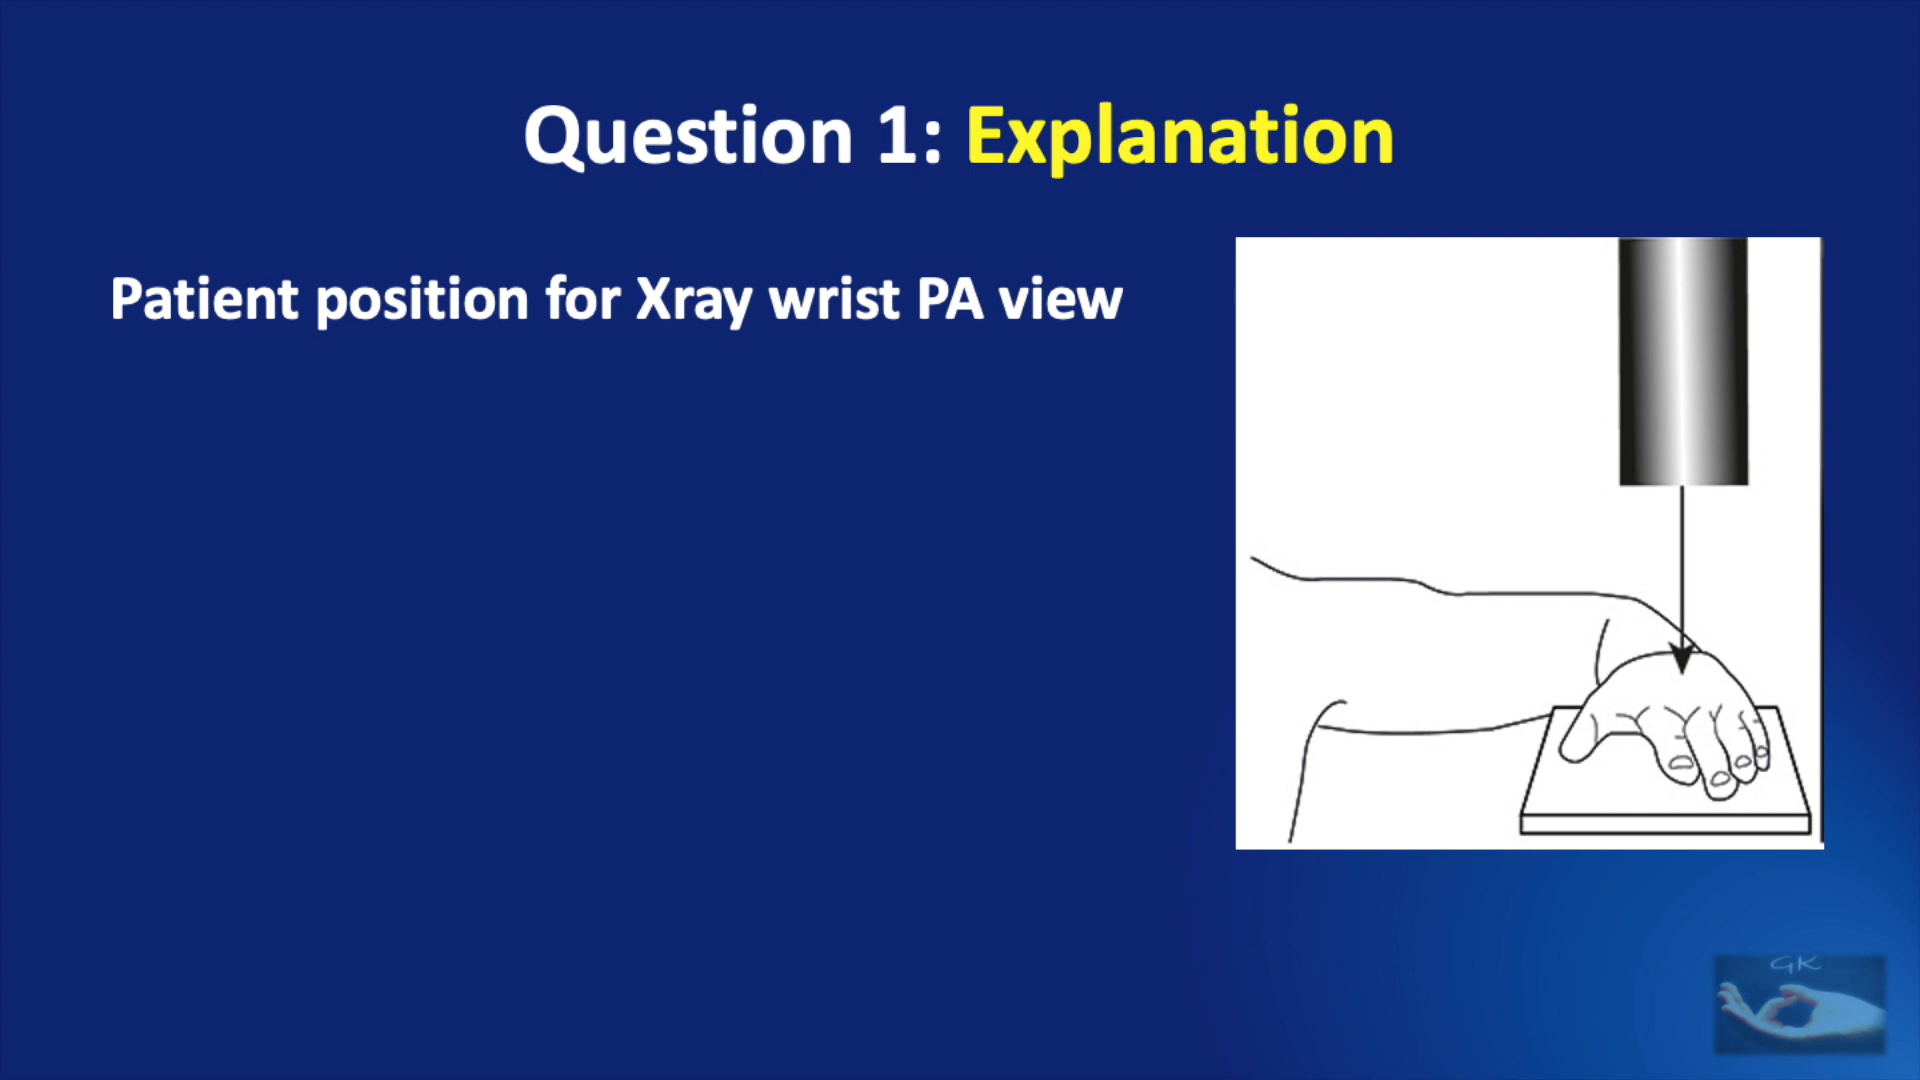 Question 1: Explanation
Patient position for Xray wrist PA view
GK